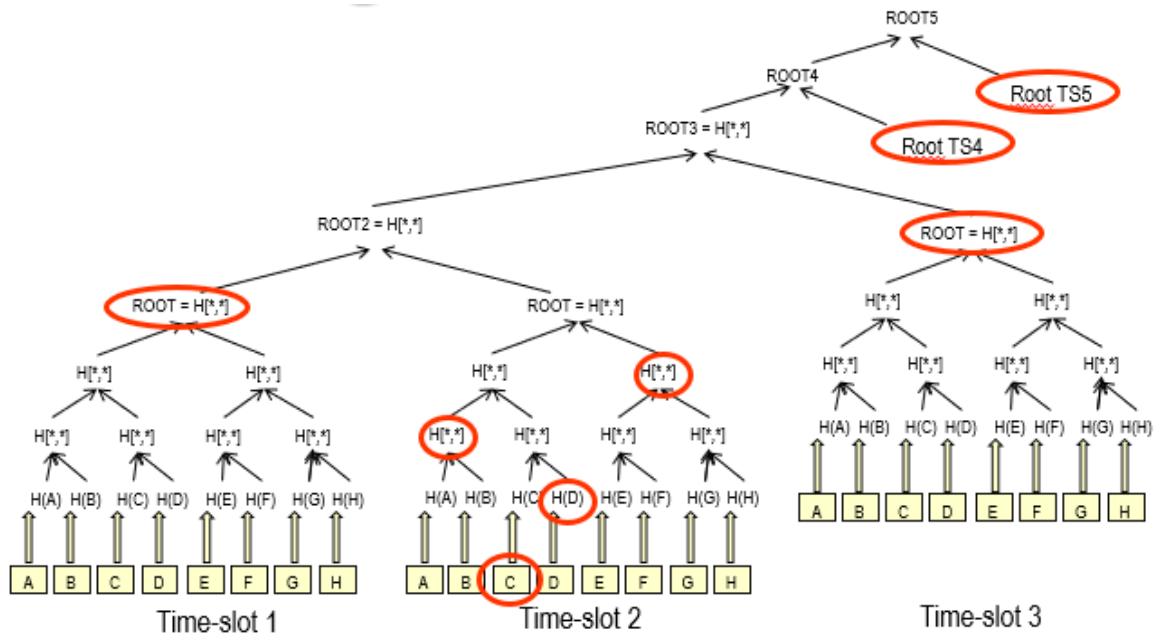 ROOT5
ROOT4
Root TS5
ROOT3 = H[*,*]
Root TS4
ROOT2 = H[*,*]
ROOT = H[*,*]
ROOT = H[*,*]
ROOT = H[*,*]
H[*,*] H[*,*]
H[*,*] H[*,*] H[*,*] H[*,*]
H[*,*] H[*,*] H[*,*] H[*,*]
H(A) H(B) H(C) H(D) H(E) H(F) H(G) H(H)
H[*,*] H[*,*] H[*,*] H[*,*] H[*,*] H[*,*] H[*,*] H[*,*]
H(A) H(B) H(C) H(D) H(E) H(F) H(G) H(H) H(A) H(B) H(C) H(D) H(E) H(F) H(G) H(H)
A B C D E F G H
A B C D E F G H A B C D E F G H
Time-slot 1 Time-slot 2 Time-slot 3